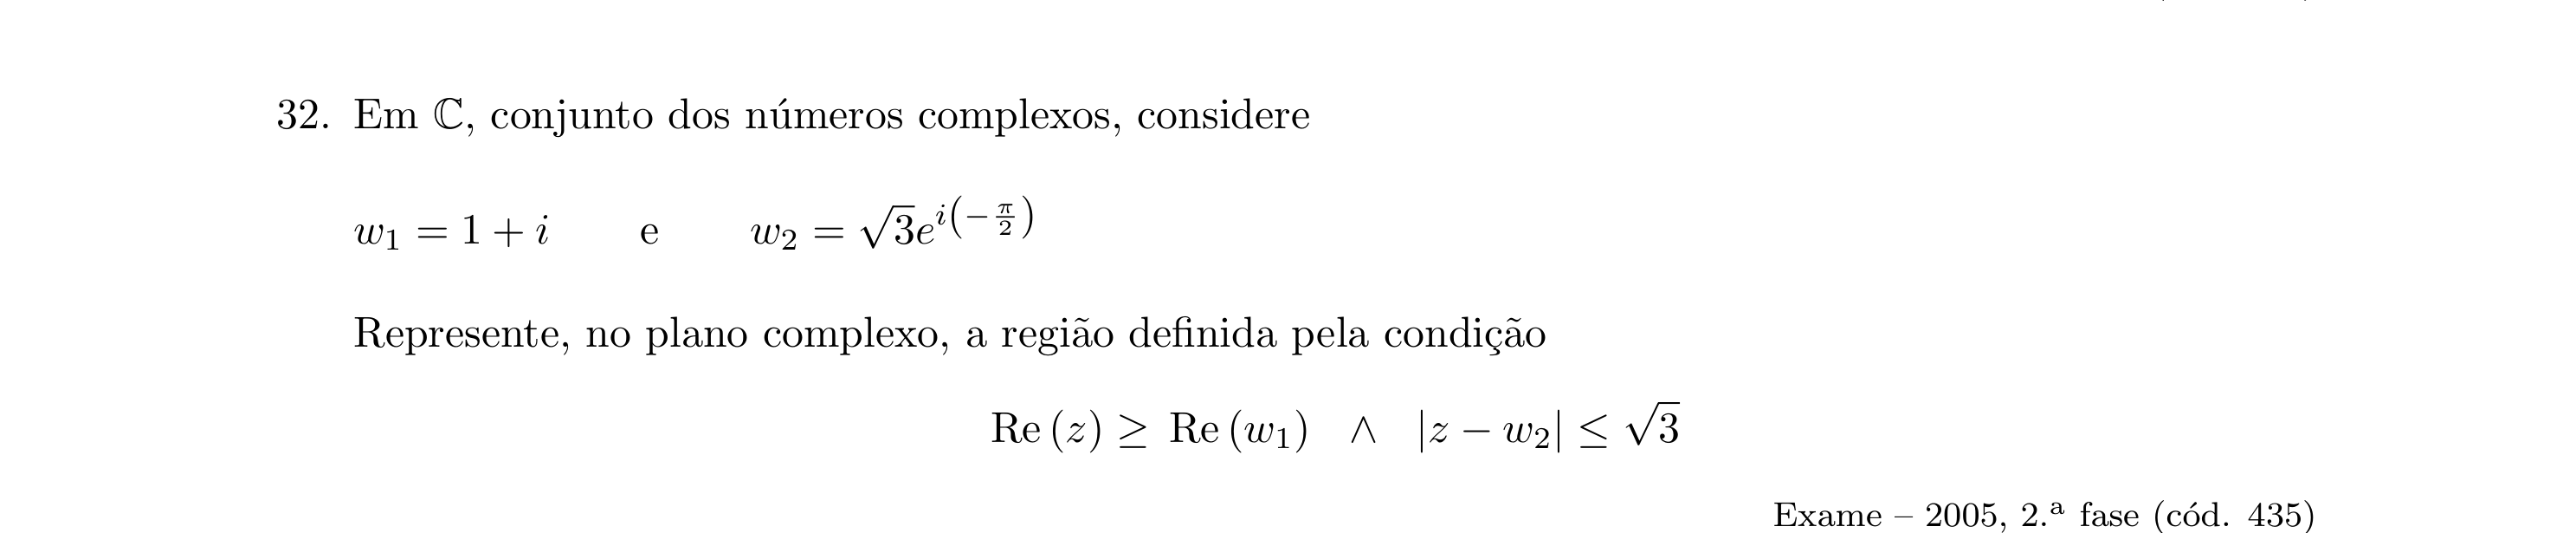 32. Em ℂ, conjunto dos números complexos, considere
w₁ = 1 + i e w₂ = √3e^{i(−π/2)}
Represente, no plano complexo, a região definida pela condição
Re (z) ≥ Re (w₁) ∧ |z − w₂| ≤ √3
Exame – 2005, 2.ª fase (cód. 435)